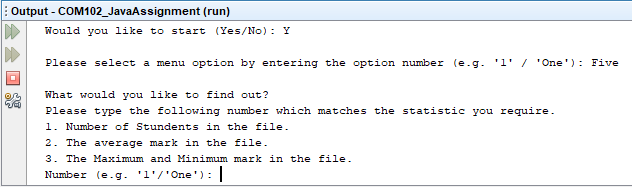 Output - COM102_JavaAssignment (run)
Would you like to start (Yes/No): Y
Please select a menu option by entering the option number (e.g. '1' / 'One'): Five
What would you like to find out?
Please type the following number which matches the statistic you require.
1. Number of Stundents in the file.
2. The average mark in the file.
3. The Maximum and Minimum mark in the file.
Number (e.g. '1'/'One'):